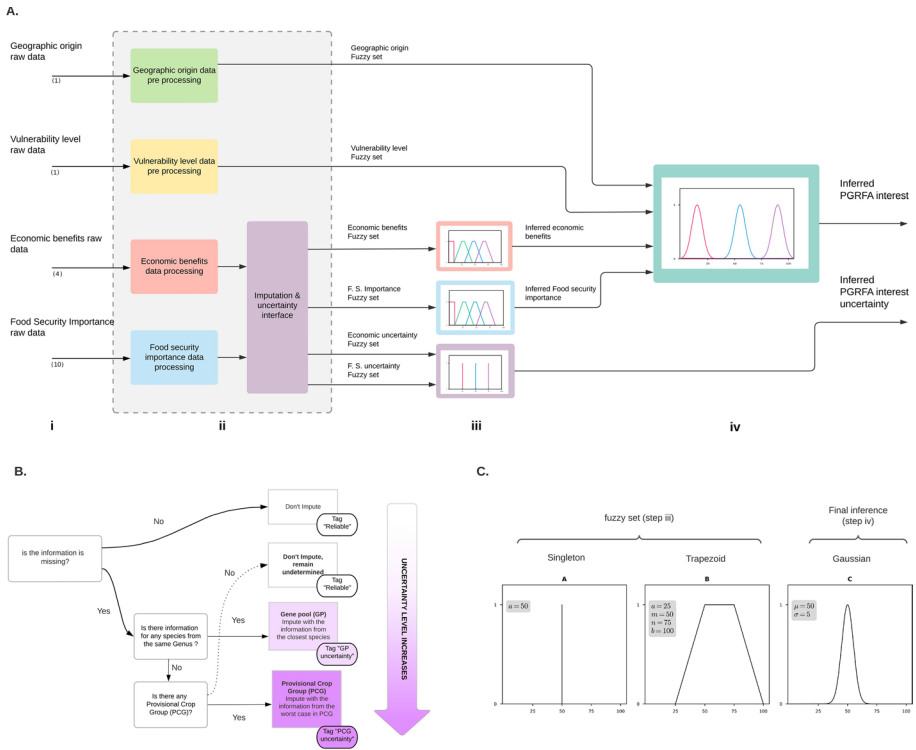 A.
Geographic origin
raw data
(1)
Geographic origin data
pre processing
Geographic origin
Fuzzy set
Vulnerability level
raw data
(1)
Vulnerability level data
pre processing
Vulnerability level
Fuzzy set
Economic benefits raw
data
(4)
Economic benefits
data processing
Food Security Importance
raw data
(10)
Food security
importance data
processing
Imputation &
uncertainty
interface
Economic benefits
Fuzzy set
F. S. Importance
Fuzzy set
Economic uncertainty
Fuzzy set
F. S. uncertainty
Fuzzy set
Inferred economic
benefits
Inferred Food security
importance
25 50 75 100
Inferred
PGRFA interest
Inferred
PGRFA interest
uncertainty
i
ii
iii
iv
B.
is the information is
missing?
No
Don't Impute
Tag
"Reliable"
Yes
Is there information
for any species from
the same Genus ?
No
Don't Impute,
remain
undetermined
Tag
"Reliable"
Yes
Gene pool (GP)
Impute with the
information from
the closest species
Tag "GP
uncertainty"
No
Is there any
Provisional Crop
Group (PCG)?
Yes
Provisional Crop
Group (PCG)
Impute with the
information from the
worst case in PCG
Tag "PCG
uncertainty"
UNCERTAINTY LEVEL INCREASES
C.
fuzzy set (step iii)
Final inference
(step iv)
Singleton
Trapezoid
Gaussian
A
a = 50
1
0
25 50 75 100
B
a = 25
m = 50
n = 75
b = 100
1
0
25 50 75 100
C
μ = 50
σ = 5
1
0
25 50 75 100